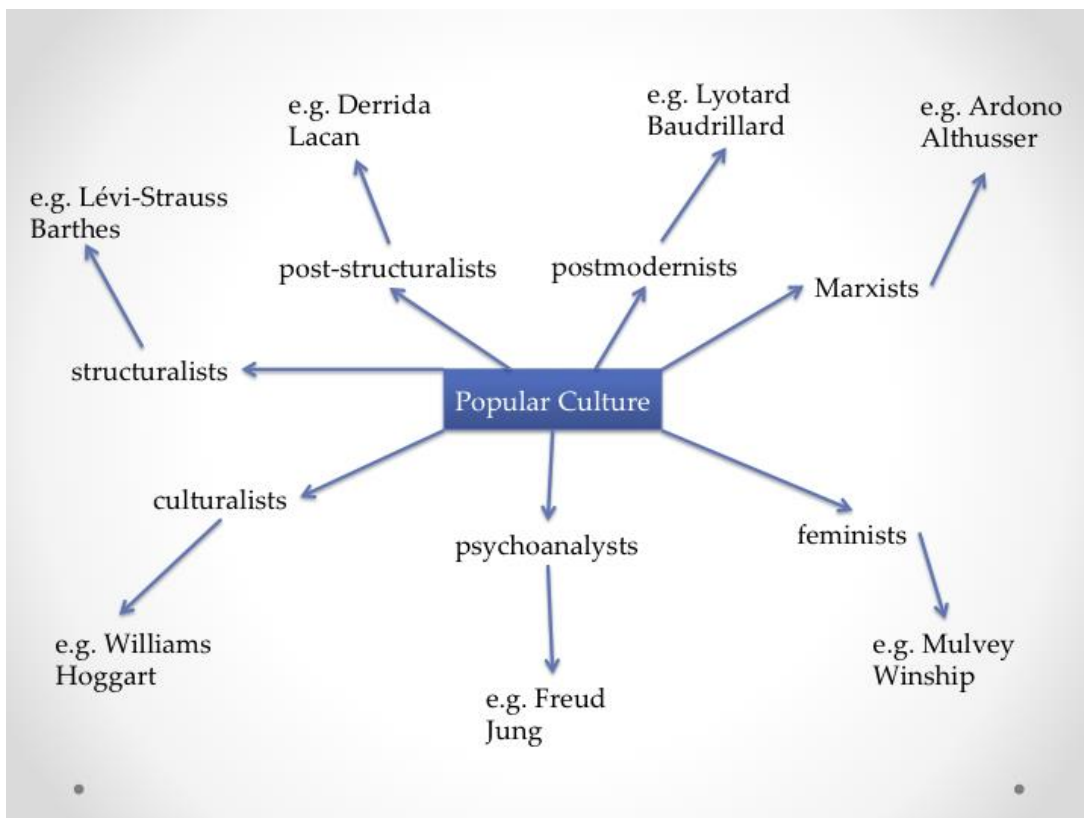 e.g. Derrida
Lacan
e.g. Lyotard
Baudrillard
e.g. Ardono
Althusser
e.g. Lévi-Strauss
Barthes
post-structuralists
postmodernists
Marxists
structuralists
Popular Culture
culturalists
psychoanalysts
feminists
e.g. Williams
Hoggart
e.g. Freud
Jung
e.g. Mulvey
Winship